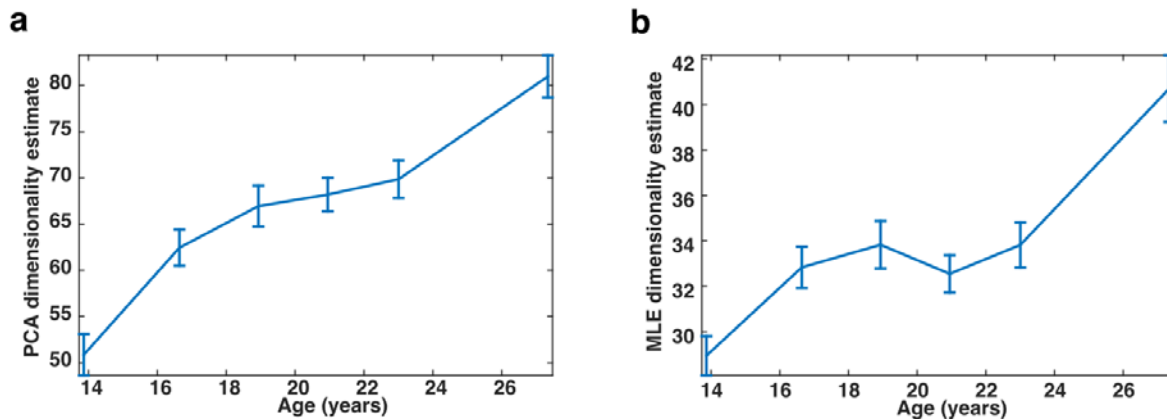 a
b
PCA dimensionality estimate
80
75
70
65
60
55
50
14 16 18 20 22 24 26
Age (years)
MLE dimensionality estimate
42
40
38
36
34
32
30
14 16 18 20 22 24 26
Age (years)